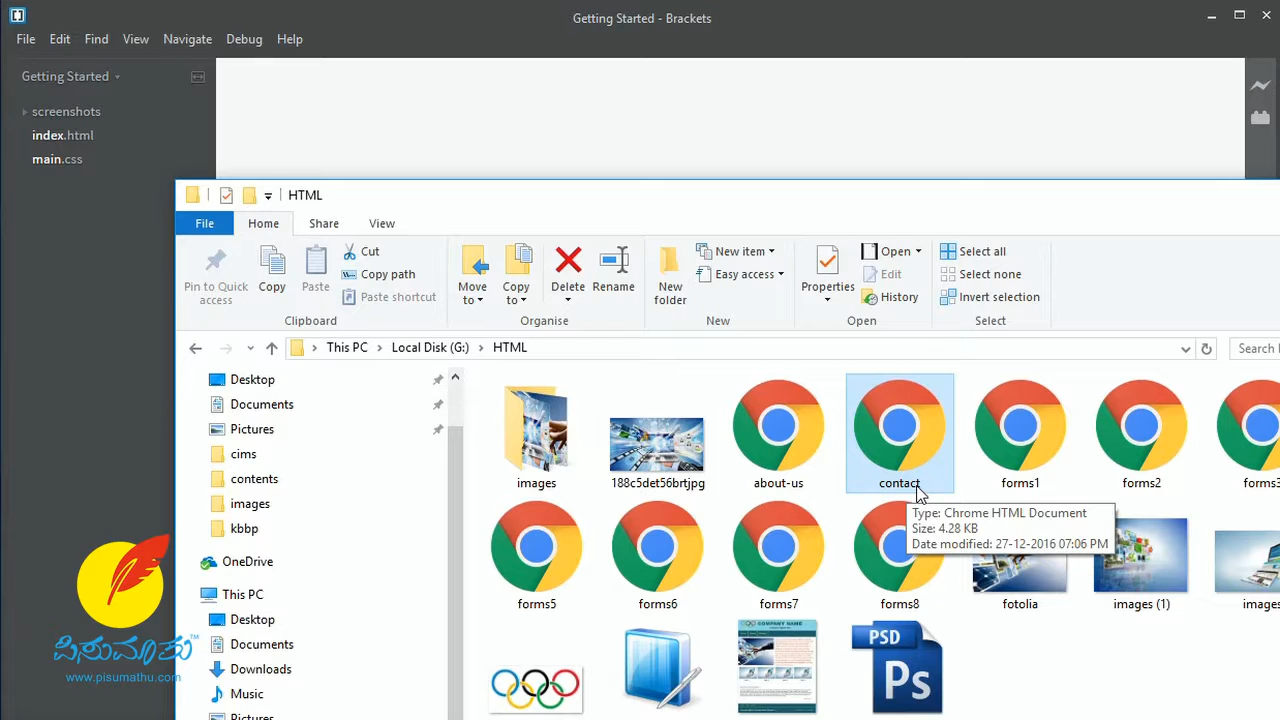 Getting Started - Brackets
File Edit Find View Navigate Debug Help
Getting Started
screenshots
index.html
main.css
HTML
File Home Share View
Pin to Quick access
Copy
Paste
Cut
Copy path
Paste shortcut
Clipboard
Move to
Copy to
Delete
Rename
Organise
New folder
New item
Easy access
New
Properties
Open
Edit
History
Open
Select all
Select none
Invert selection
Select
This PC Local Disk (G:) HTML
Search
Desktop
Documents
Pictures
cims
contents
images
kbbp
OneDrive
This PC
Desktop
Documents
Downloads
Music
Pictures
images 188c5det56brtjpg about-us contact forms1 forms2 forms3
Type: Chrome HTML Document
Size: 4.28 KB
Date modified: 27-12-2016 07:06 PM
forms5 forms6 forms7 forms8 fotolia images (1) images
COMPANY NAME
PSD
Ps
ಪಿಸುಮಾತು™
www.pisumathu.com